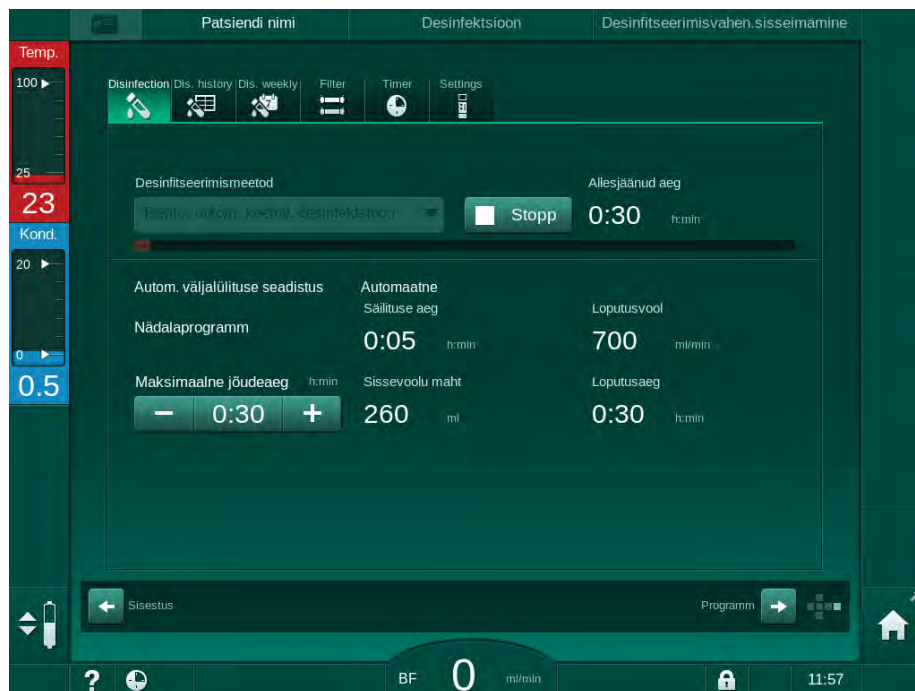 Patsiendi nimi Desinfektsioon Desinfitseerimisvahen.sisseimamine
Temp.
100
25
23
Kond.
20
0
0.5
Disinfection Dis. history Dis. weekly Filter Timer Settings
Desinfitseerimismeetod Allesjäänud aeg
Stopp 0:30 h:min
Autom. väljalülituse seadistus Automaatne
Säilituse aeg Loputusvool
Nädalaprogramm
0:05 h:min 700 ml/min
Maksimaalne jõudeaeg h:min Sissevoolu maht Loputusaeg
− 0:30 + 260 ml 0:30 h:min
Sisestus Programm
? BF 0 ml/min 11:57